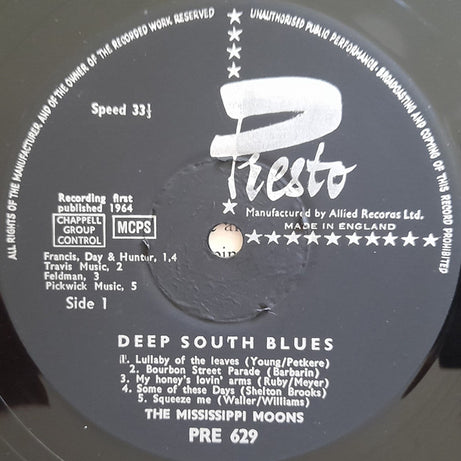 ALL RIGHTS OF THE MANUFACTURER AND OF THE OWNER OF THE RECORDED WORK RESERVED
UNAUTHORISED PUBLIC PERFORMANCE, BROADCASTING AND COPYING OF THIS RECORD PROHIBITED
Speed 33⅓
Presto
Manufactured by Allied Records Ltd.
MADE IN ENGLAND
Recording first
published 1964
CHAPPELL
GROUP
CONTROL
MCPS
Francis, Day & Hunter, 1,4
Travis Music, 2
Feldman, 3
Pickwick Music, 5
Side 1
DEEP SOUTH BLUES
1. Lullaby of the leaves (Young/Petkere)
2. Bourbon Street Parade (Barbarin)
3. My honey's lovin' arms (Ruby/Meyer)
4. Some of these Days (Shelton Brooks)
5. Squeeze me (Waller/Williams)
THE MISSISSIPPI MOONS
PRE 629